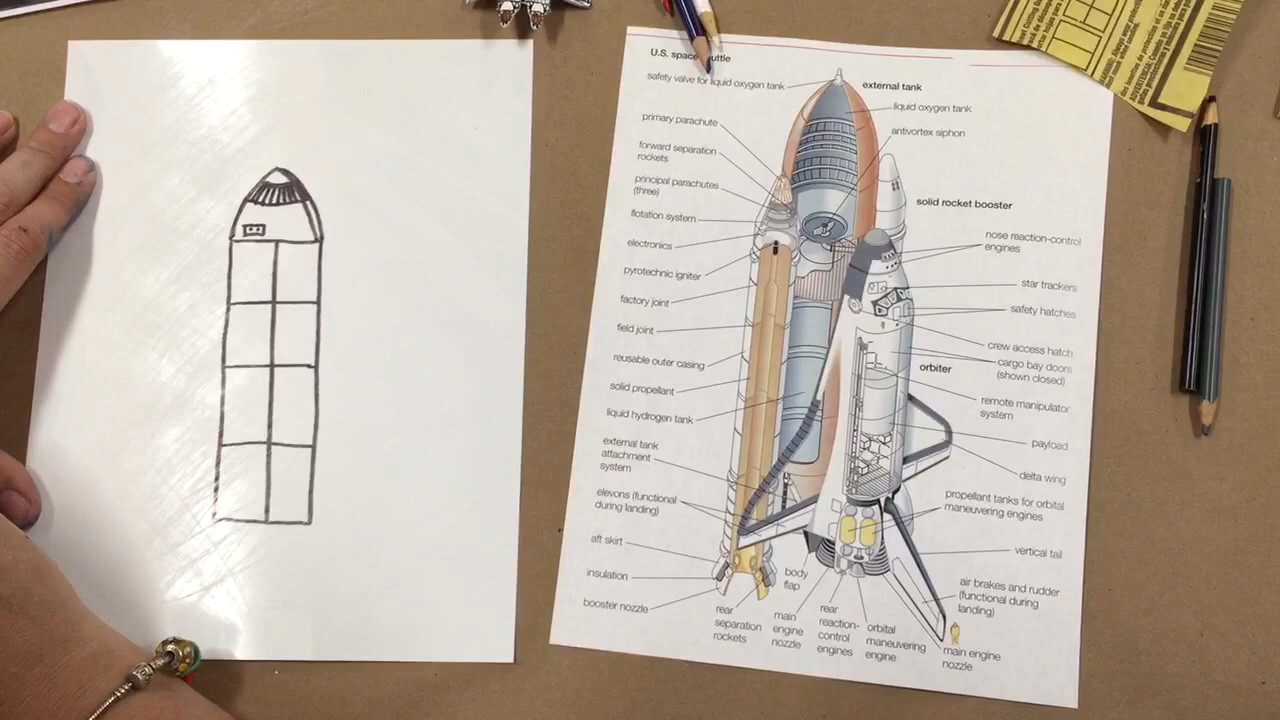 U.S. space
safety valve for liquid oxygen tank
primary parachute
forward separation
rockets
principal parachutes
(three)
flotation system
electronics
pyrotechnic igniter
factory joint
field joint
reusable outer casing
solid propellant
liquid hydrogen tank
external tank
attachment
system
elevons (functional
during landing)
aft skirt
insulation
booster nozzle
rear
separation
rockets
main
engine
nozzle
body
flap
rear
reaction-
control
engines
orbital
maneuvering
engine
main engine
nozzle
external tank
liquid oxygen tank
antivortex siphon
solid rocket booster
nose reaction-control
engines
star trackers
safety hatches
crew access hatch
cargo bay doors
(shown closed)
orbiter
remote manipulator
system
payload
delta wing
propellant tanks for orbital
maneuvering engines
vertical tail
air brakes and rudder
(functional during
landing)